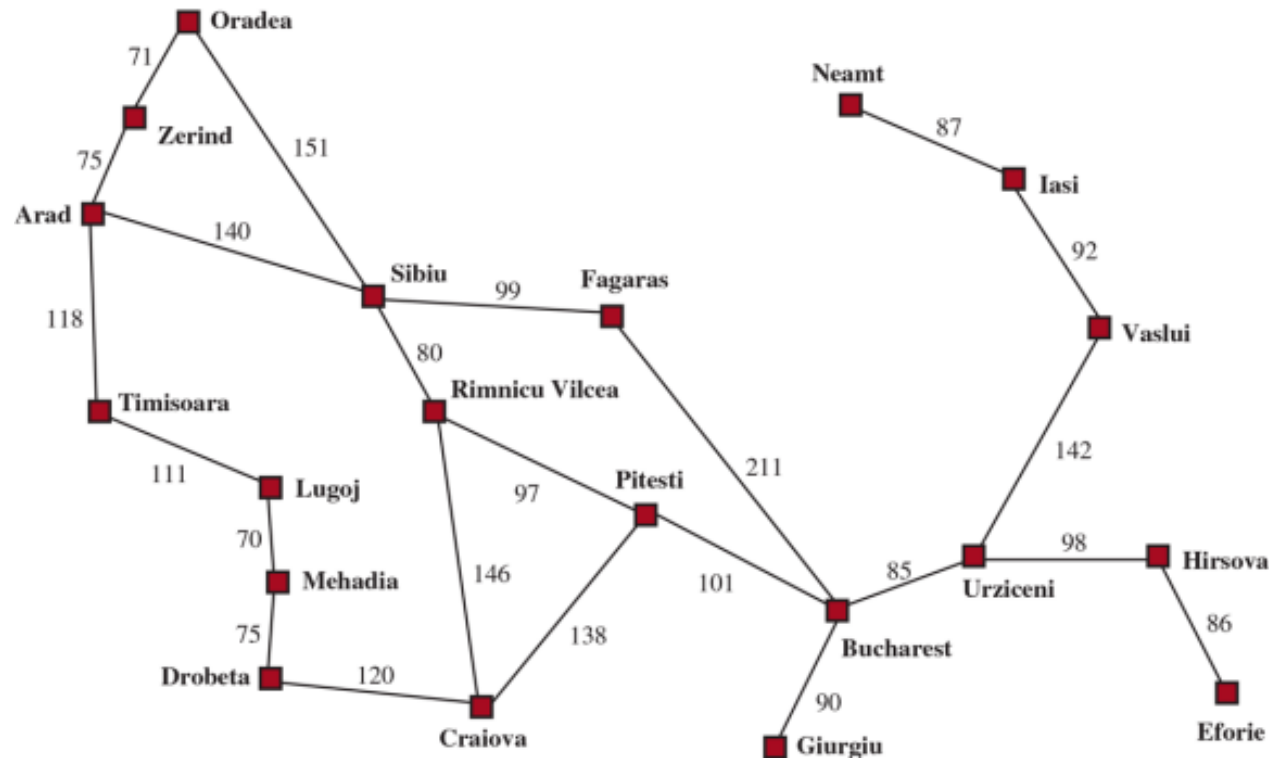 Oradea
71
Neamt
87
Zerind
151
75
Iasi
Arad
140
92
Sibiu
Fagaras
99
118
Vaslui
80
Rimnicu Vilcea
Timisoara
142
211
111
Pitesti
Lugoj
97
70
98
Hirsova
146
101
85
Urziceni
Mehadia
86
75
138
Bucharest
Drobeta
120
90
Eforie
Craiova
Giurgiu